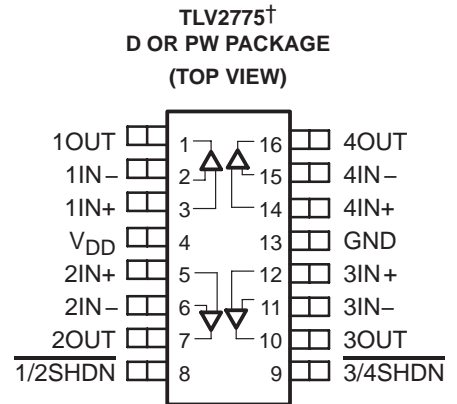 TLV2775†
D OR PW PACKAGE
(TOP VIEW)
1OUT 1 16 4OUT
1IN− 2 15 4IN−
1IN+ 3 14 4IN+
VDD 4 13 GND
2IN+ 5 12 3IN+
2IN− 6 11 3IN−
2OUT 7 10 3OUT
1/2SHDN 8 9 3/4SHDN